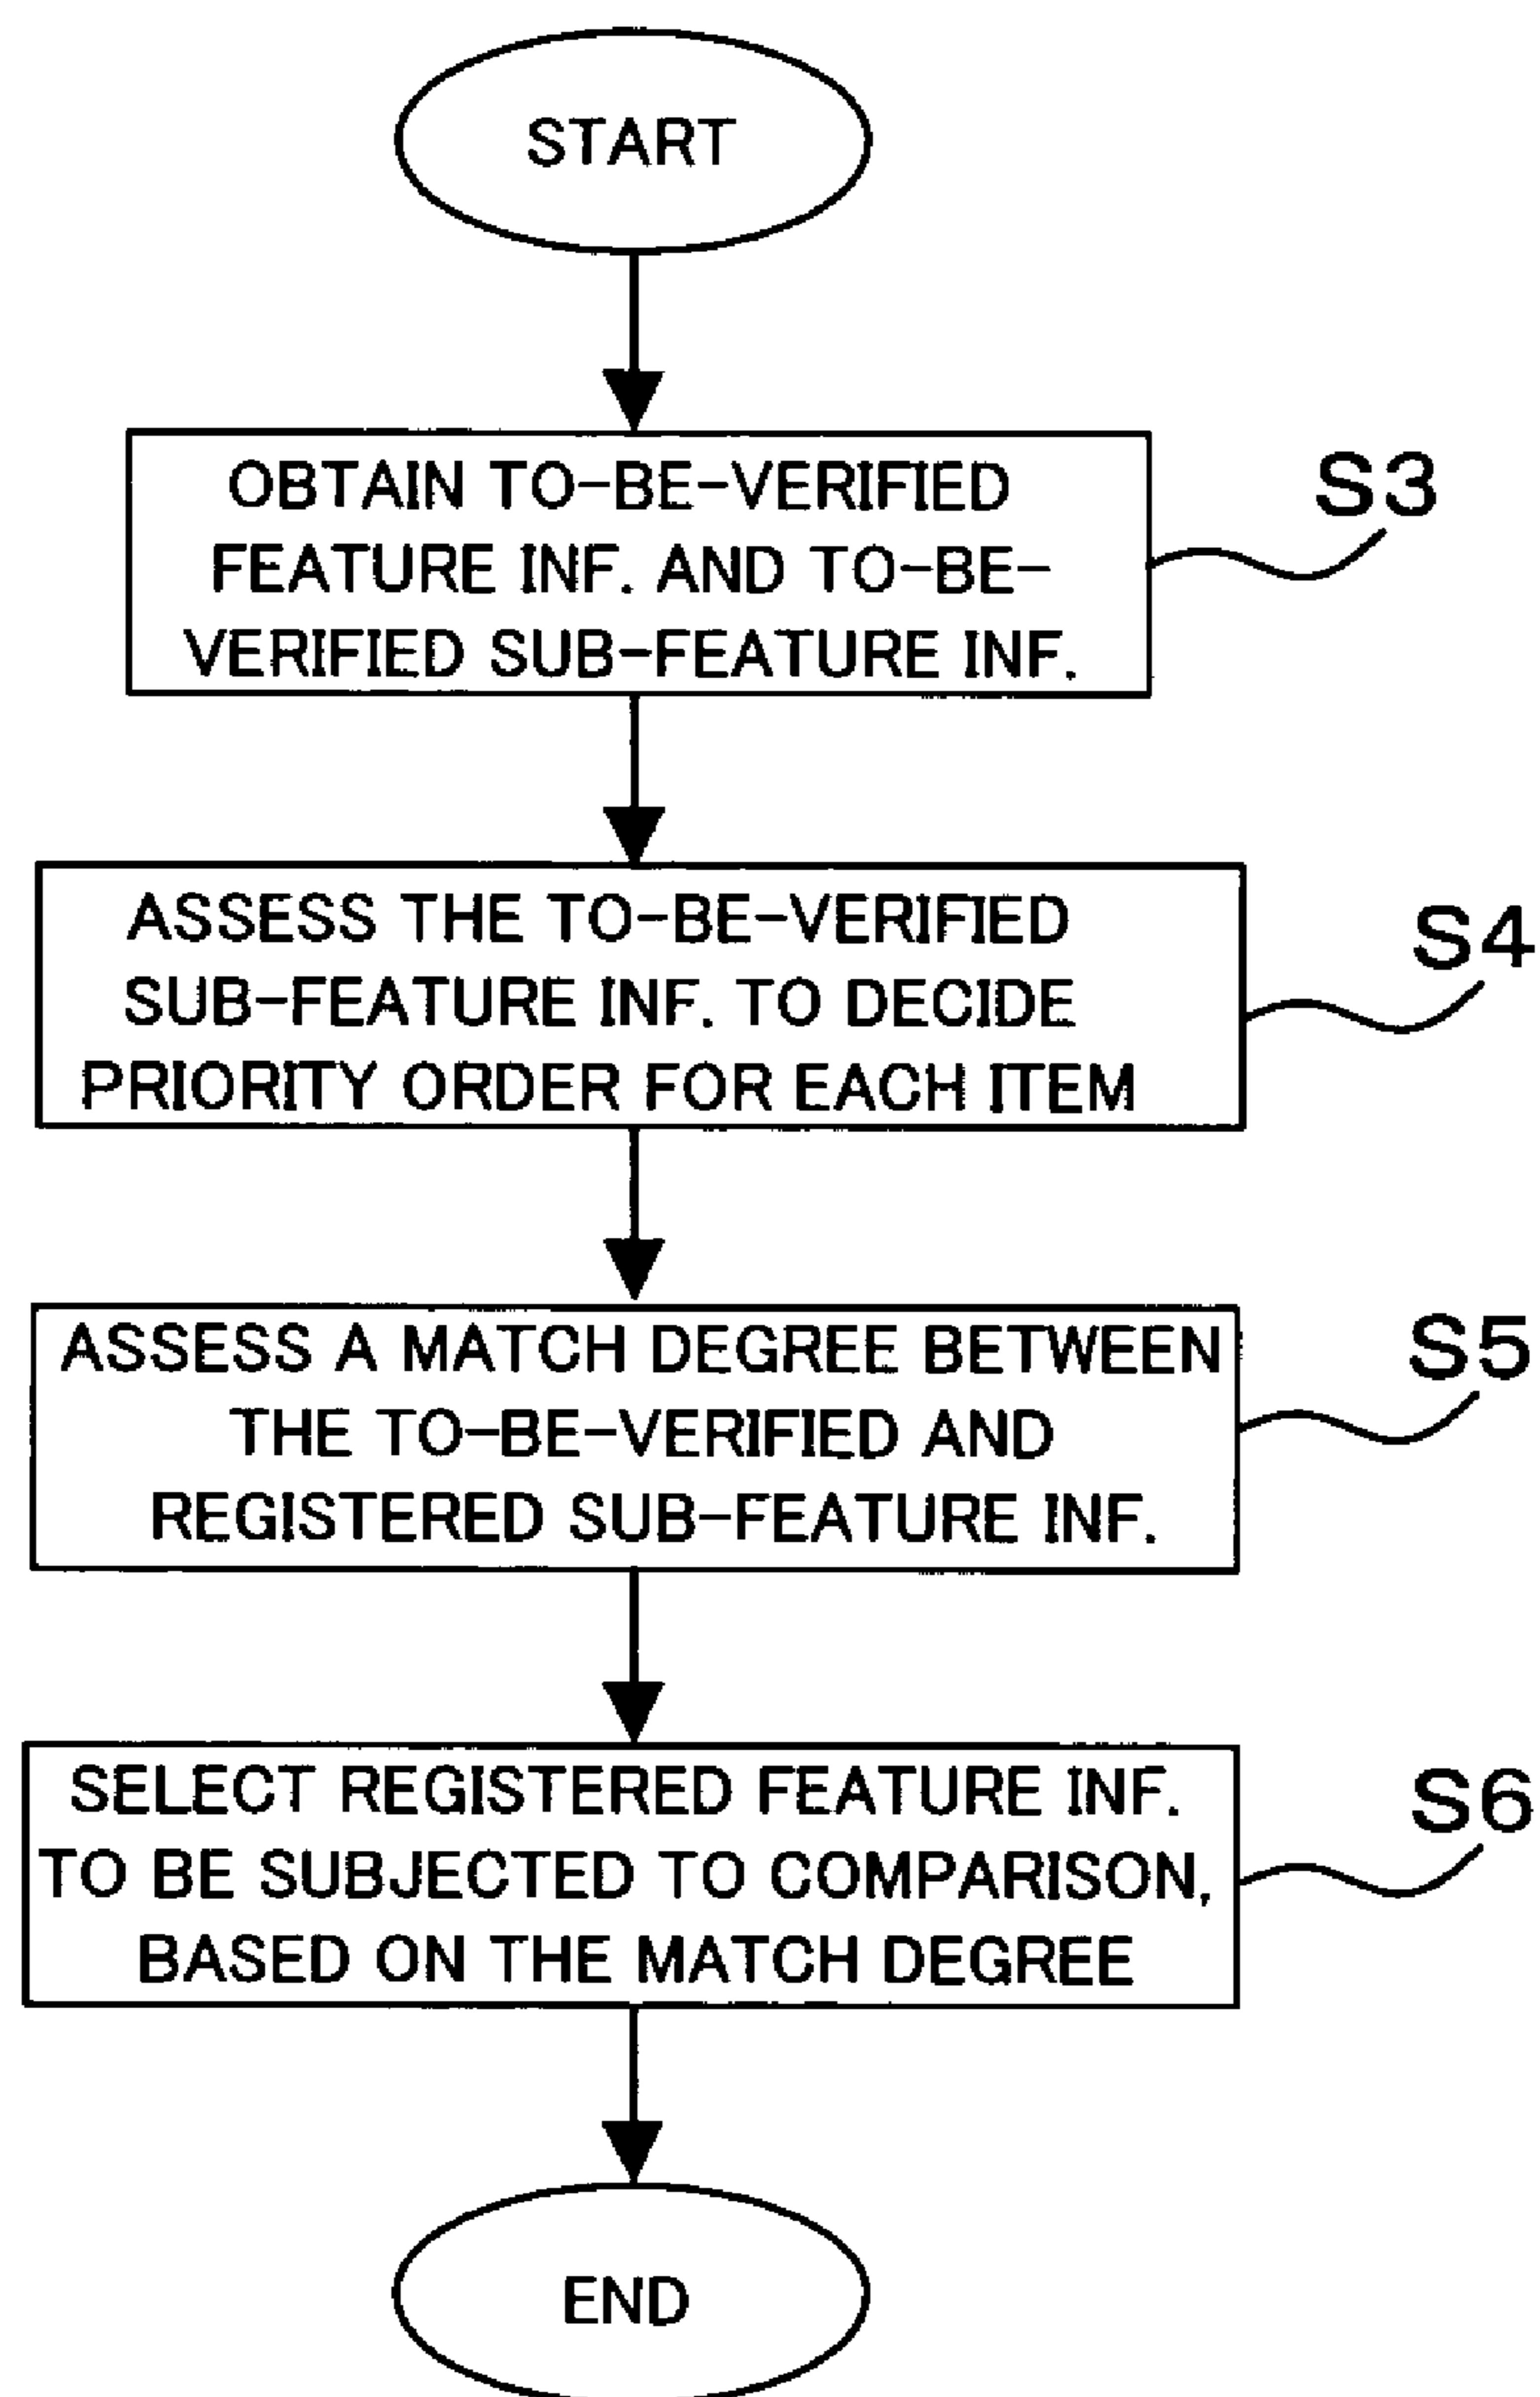 START
OBTAIN TO-BE-VERIFIED
FEATURE INF. AND TO-BE-
VERIFIED SUB-FEATURE INF.
S3
ASSESS THE TO-BE-VERIFIED
SUB-FEATURE INF. TO DECIDE
PRIORITY ORDER FOR EACH ITEM
S4
ASSESS A MATCH DEGREE BETWEEN
THE TO-BE-VERIFIED AND
REGISTERED SUB-FEATURE INF.
S5
SELECT REGISTERED FEATURE INF.
TO BE SUBJECTED TO COMPARISON,
BASED ON THE MATCH DEGREE
S6
END